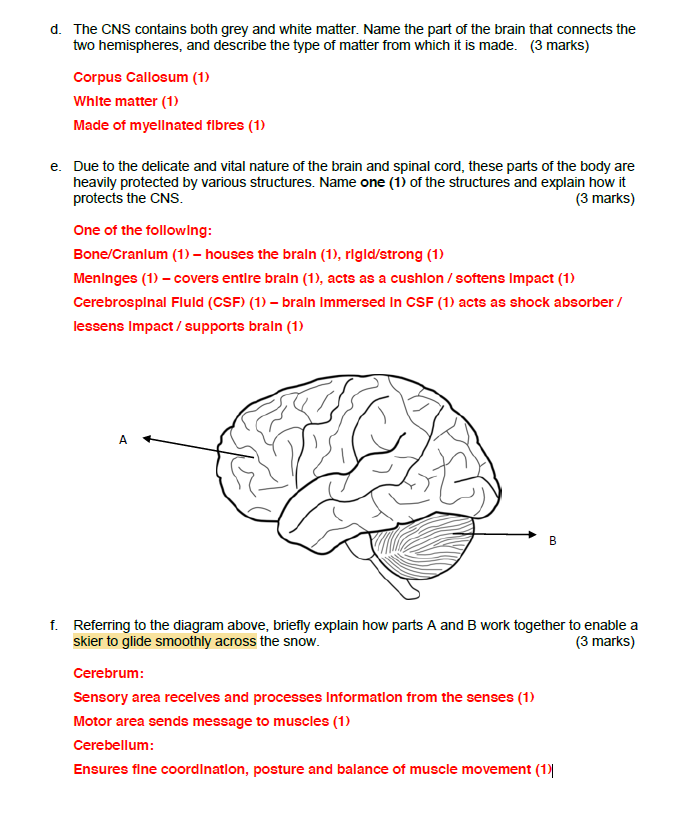 d. The CNS contains both grey and white matter. Name the part of the brain that connects the
two hemispheres, and describe the type of matter from which it is made. (3 marks)
Corpus Callosum (1)
White matter (1)
Made of myelinated fibres (1)
e. Due to the delicate and vital nature of the brain and spinal cord, these parts of the body are
heavily protected by various structures. Name one (1) of the structures and explain how it
protects the CNS. (3 marks)
One of the following:
Bone/Cranium (1) – houses the brain (1), rigid/strong (1)
Meninges (1) – covers entire brain (1), acts as a cushion / softens impact (1)
Cerebrospinal Fluid (CSF) (1) – brain immersed in CSF (1) acts as shock absorber /
lessens impact / supports brain (1)
A
B
f. Referring to the diagram above, briefly explain how parts A and B work together to enable a
skier to glide smoothly across the snow. (3 marks)
Cerebrum:
Sensory area receives and processes information from the senses (1)
Motor area sends message to muscles (1)
Cerebellum:
Ensures fine coordination, posture and balance of muscle movement (1)